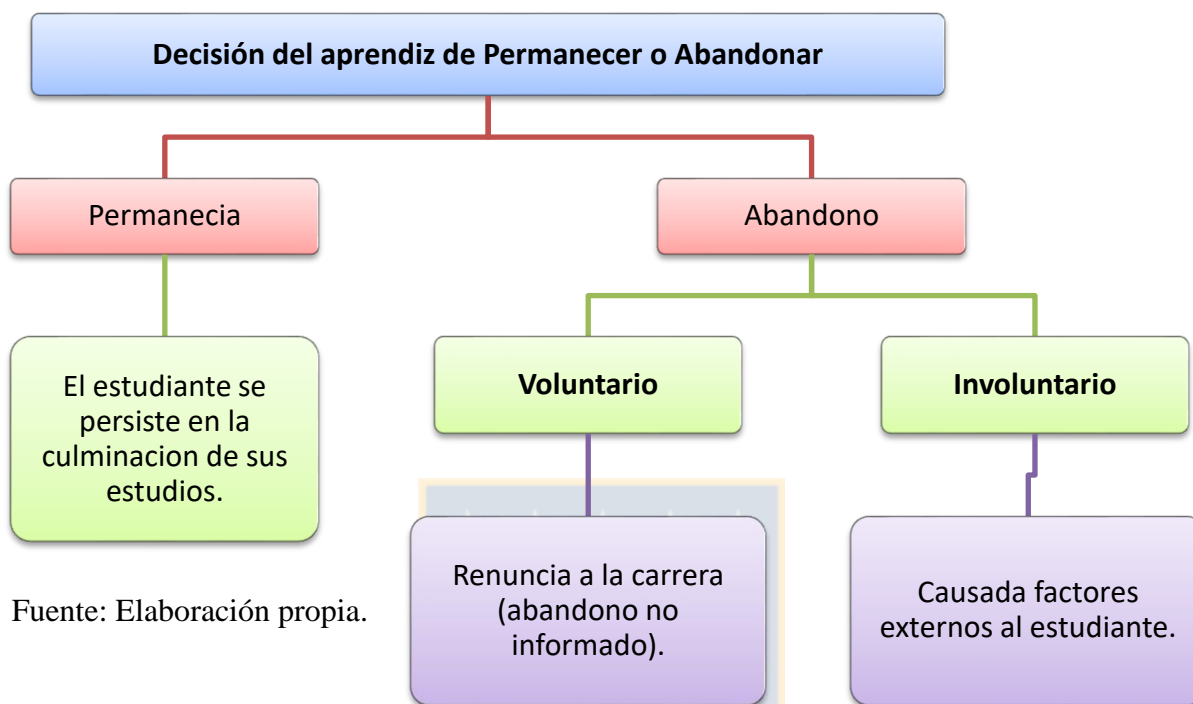 Decisión del aprendiz de Permanecer o Abandonar
Permanecia
Abandono
El estudiante se
persiste en la
culminacion de sus
estudios.
Voluntario
Involuntario
Renuncia a la carrera
(abandono no
informado).
Causada factores
externos al estudiante.
Fuente: Elaboración propia.